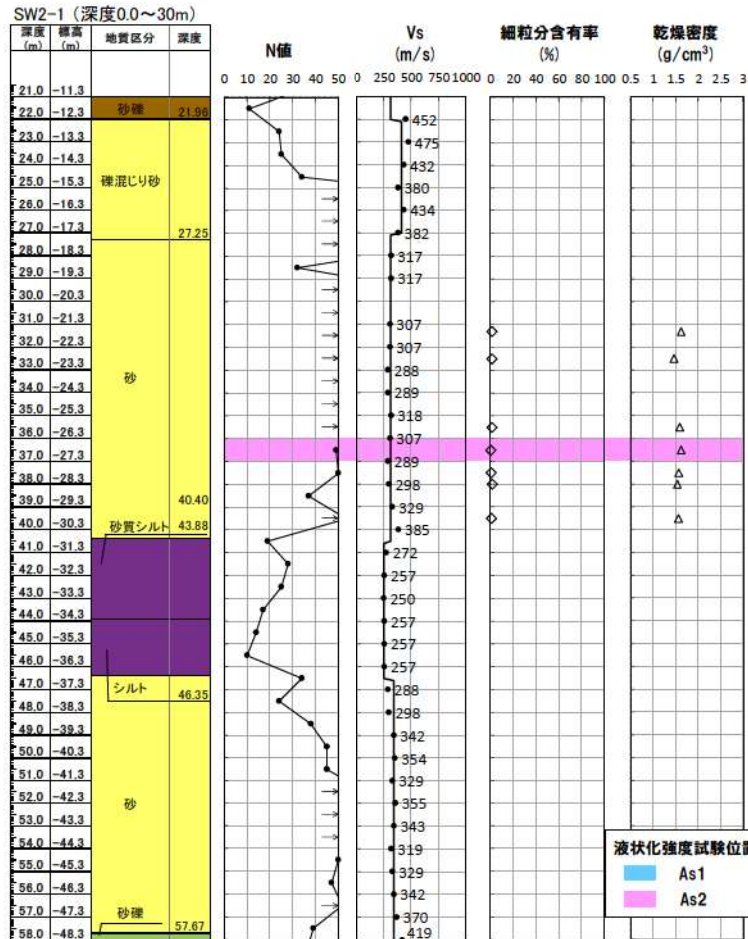 SW2-1 (深度0.0～30m)
深度 標高 地質区分 深度
(m) (m)
N値
Vs
(m/s)
細粒分含有率
(%)
乾燥密度
(g/cm³)
0 10 20 30 40 50 0 250 500 750 1000 0 20 40 60 80 100 0.5 1 1.5 2 2.5 3
21.0 -11.3
22.0 -12.3 砂礫 21.96 452
23.0 -13.3 475
24.0 -14.3 432
25.0 -15.3 礫混じり砂 380
26.0 -16.3 434
27.0 -17.3 27.25 382
28.0 -18.3 317
29.0 -19.3 317
30.0 -20.3
31.0 -21.3 307
32.0 -22.3 307
33.0 -23.3 砂 288
34.0 -24.3 289
35.0 -25.3 318
36.0 -26.3 307
37.0 -27.3 289
38.0 -28.3 298
39.0 -29.3 40.40 329
40.0 -30.3 砂質シルト 43.88 385
41.0 -31.3 272
42.0 -32.3 257
43.0 -33.3 250
44.0 -34.3 257
45.0 -35.3 257
46.0 -36.3 257
47.0 -37.3 シルト 46.35 288
48.0 -38.3 298
49.0 -39.3 342
50.0 -40.3 354
51.0 -41.3 329
52.0 -42.3 砂 355
53.0 -43.3 343
54.0 -44.3 319
55.0 -45.3 329
56.0 -46.3 342
57.0 -47.3 砂礫 370
58.0 -48.3 57.67 419
液状化強度試験位置
As1
As2